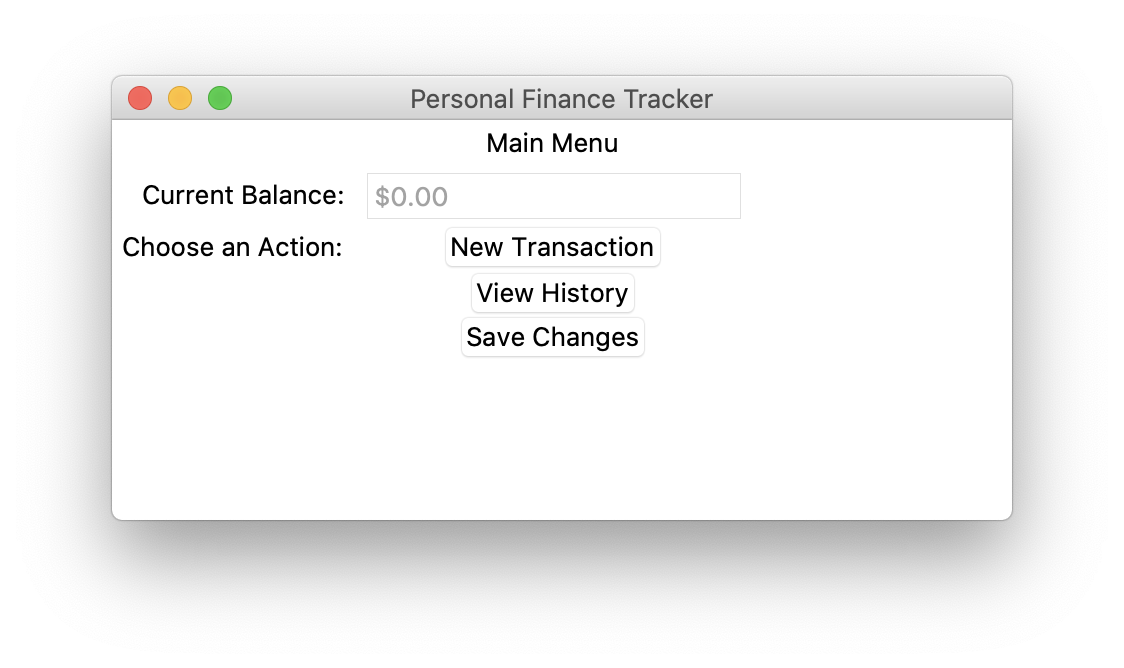 Personal Finance Tracker
Main Menu
Current Balance: $0.00
Choose an Action: New Transaction
View History
Save Changes